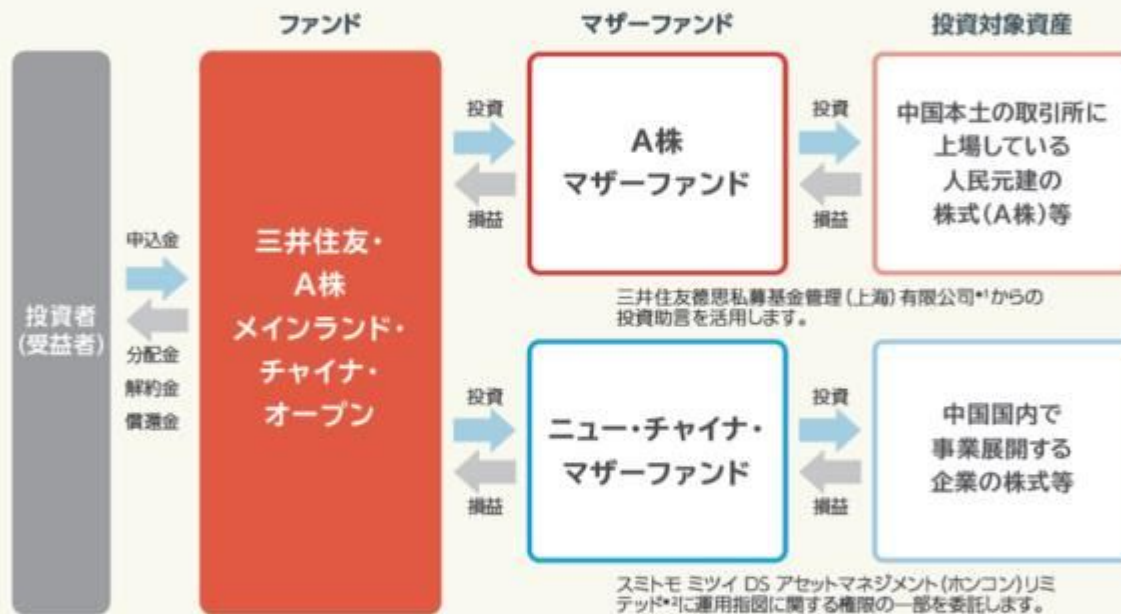 ファンド
マザーファンド
投資対象資産
投資者
(受益者)
申込金
分配金
解約金
償還金
三井住友・
A株
メインランド・
チャイナ・
オープン
投資
損益
A株
マザーファンド
投資
損益
中国本土の取引所に
上場している
人民元建の
株式(A株)等
三井住友德思私募基金管理(上海)有限公司*1からの
投資助言を活用します。
投資
損益
ニュー・チャイナ・
マザーファンド
投資
損益
中国国内で
事業展開する
企業の株式等
スミトモ ミツイ DS アセットマネジメント(ホンコン)リミ
テッド*2に運用指図に関する権限の一部を委託します。